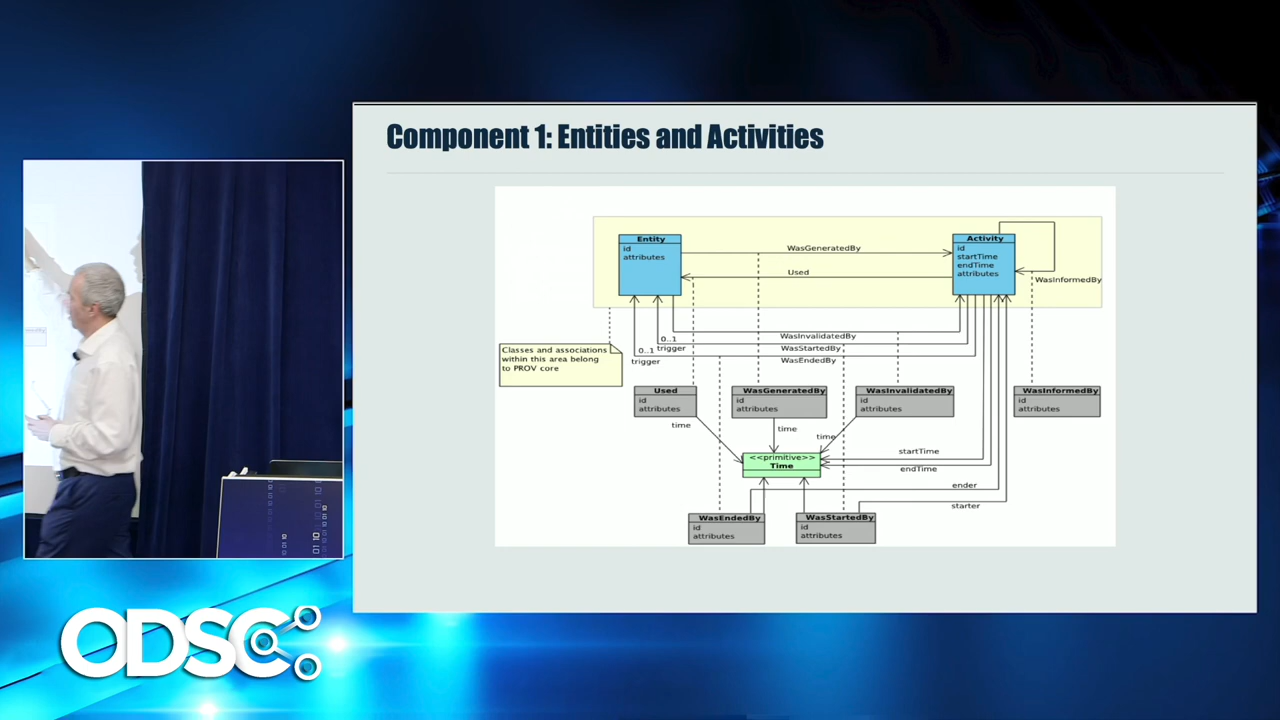 Component 1: Entities and Activities
Entity
id
attributes
WasGeneratedBy
Used
Activity
id
startTime
endTime
attributes
WasInformedBy
0..1
trigger
0..1
trigger
WasInvalidatedBy
WasStartedBy
WasEndedBy
Classes and associations
within this area belong
to PROV core
Used
id
attributes
WasGeneratedBy
id
attributes
WasInvalidatedBy
id
attributes
WasInformedBy
id
attributes
time
time
time
<<primitive>>
Time
startTime
endTime
ender
starter
WasEndedBy
id
attributes
WasStartedBy
id
attributes
ODSC